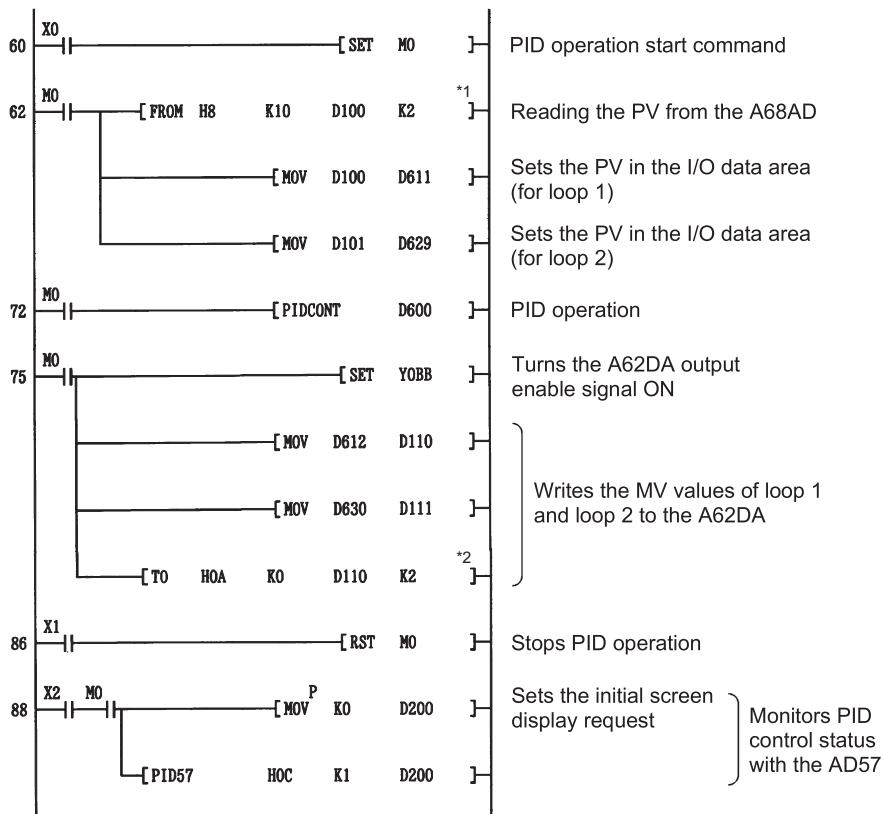 X0
60 [ SET M0 ] PID operation start command
M0 *1
62 [ FROM H8 K10 D100 K2 ] Reading the PV from the A68AD
[ MOV D100 D611 ] Sets the PV in the I/O data area
(for loop 1)
[ MOV D101 D629 ] Sets the PV in the I/O data area
(for loop 2)
M0
72 [ PIDCONT D600 ] PID operation
M0
75 [ SET Y0BB ] Turns the A62DA output
enable signal ON
[ MOV D612 D110 ]
[ MOV D630 D111 ]
Writes the MV values of loop 1
and loop 2 to the A62DA
*2
[ TO H0A K0 D110 K2 ]
X1
86 [ RST M0 ] Stops PID operation
X2 M0
88 [ MOV P K0 D200 ] Sets the initial screen
display request
[ PID57 H0C K1 D200 ]
Monitors PID
control status
with the AD57